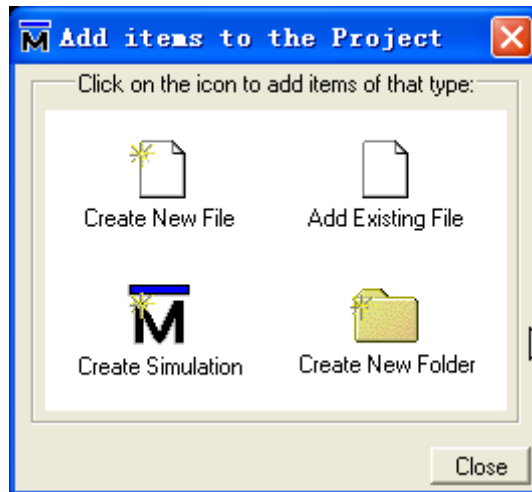 Add items to the Project
Click on the icon to add items of that type:
Create New File
Add Existing File
Create Simulation
Create New Folder
Close